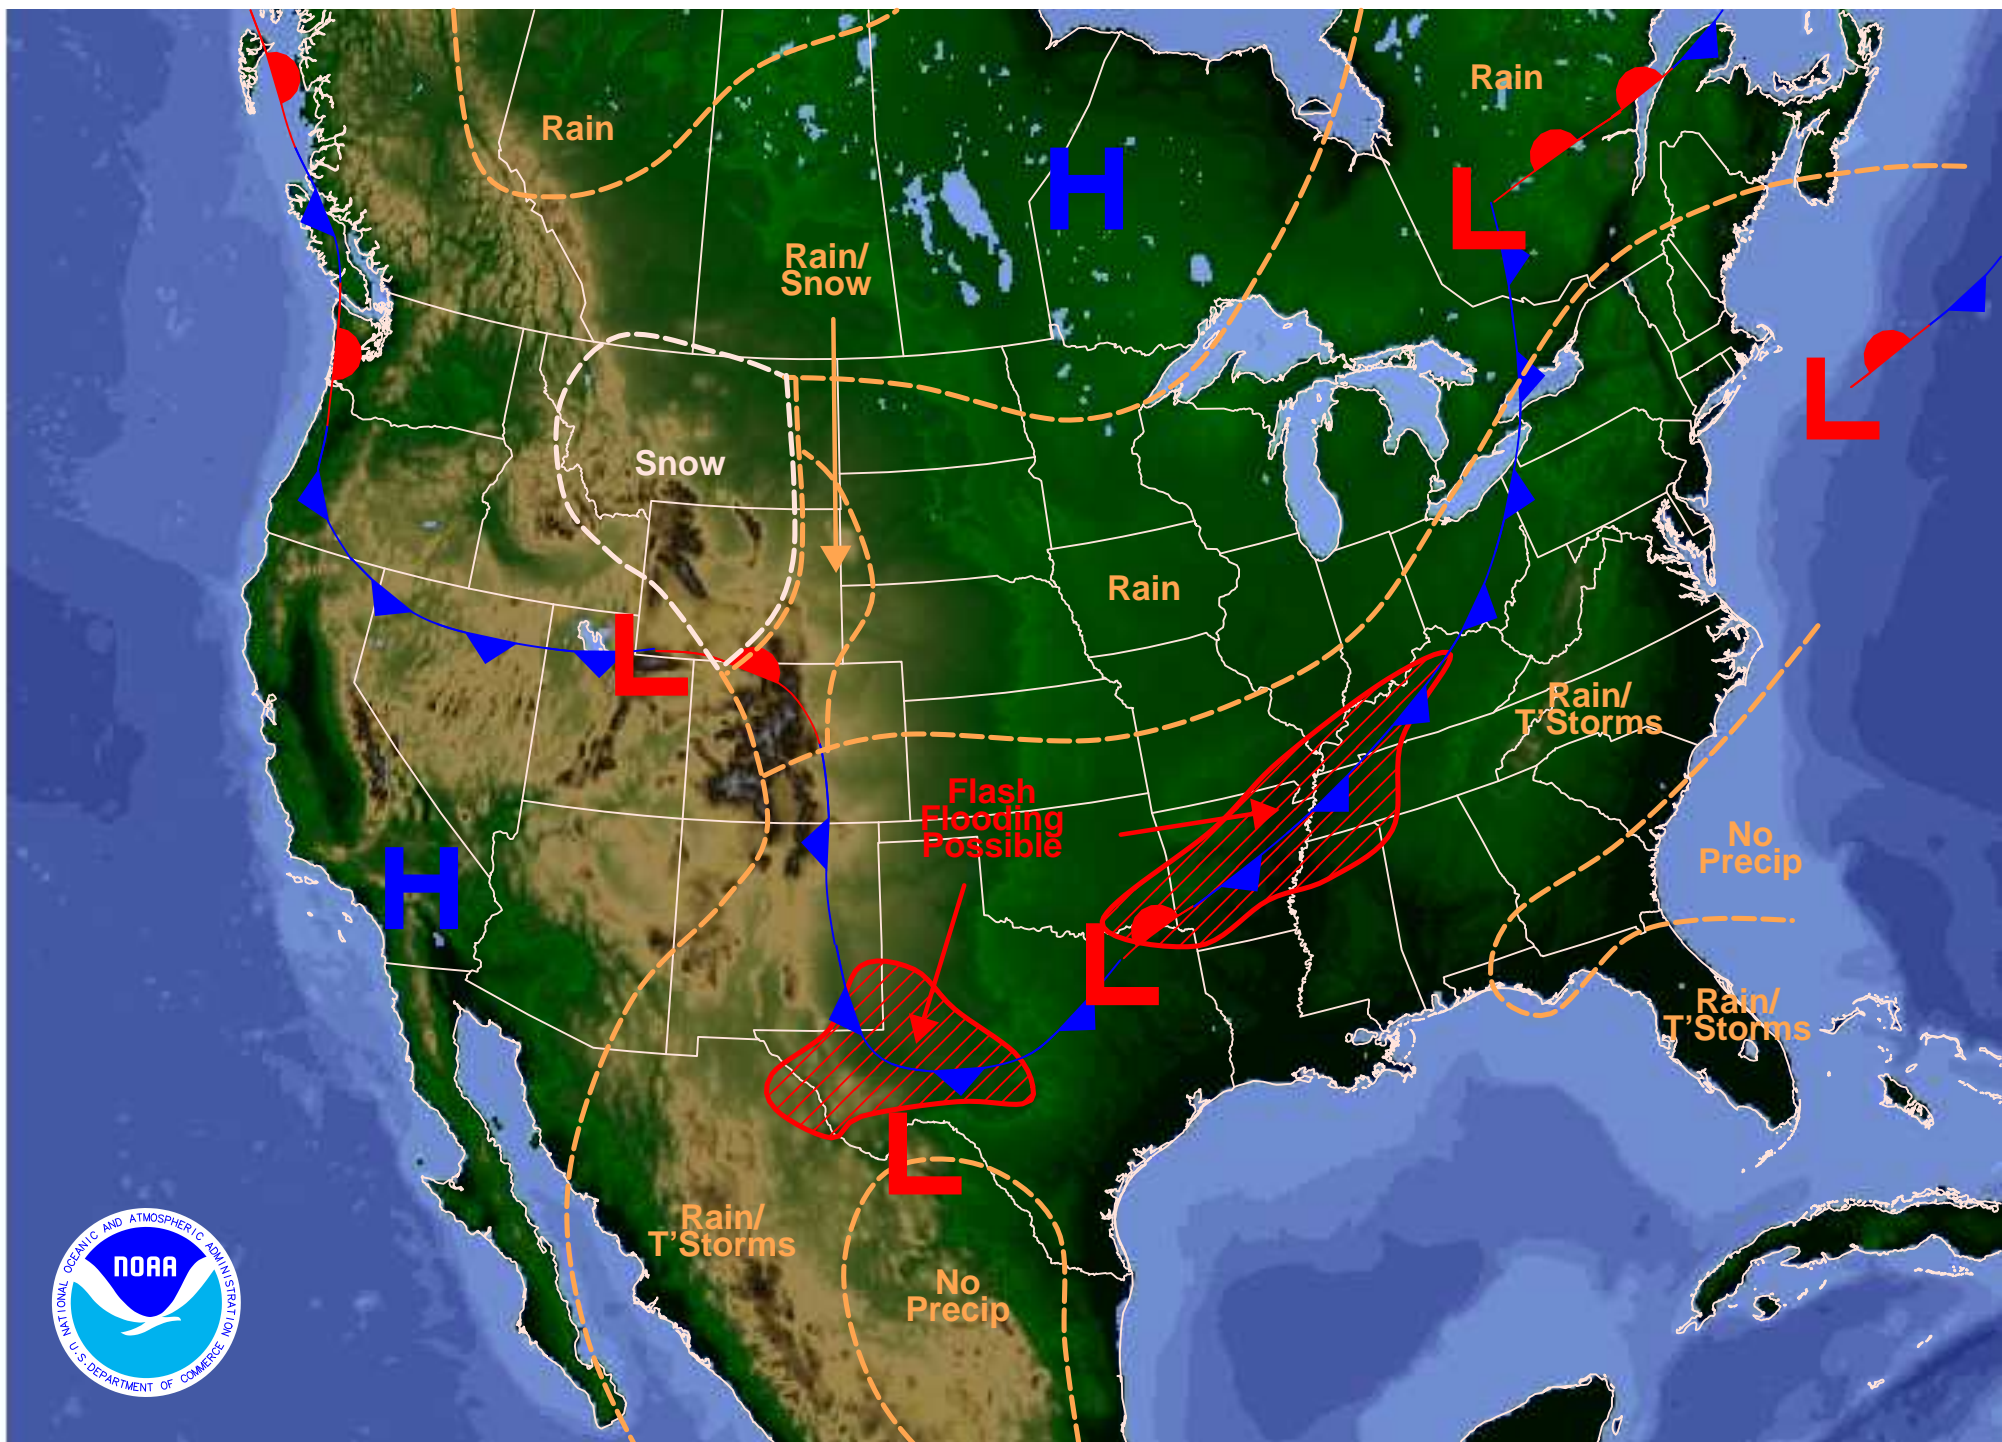 Rain
Rain
H
L
Rain/
Snow
L
Snow
Rain
L
Rain/
T'Storms
Flash
Flooding
Possible
No
Precip
H
L
Rain/
T'Storms
L
Rain/
T'Storms
No
Precip
NATIONAL OCEANIC AND ATMOSPHERIC ADMINISTRATION
NOAA
U.S. DEPARTMENT OF COMMERCE